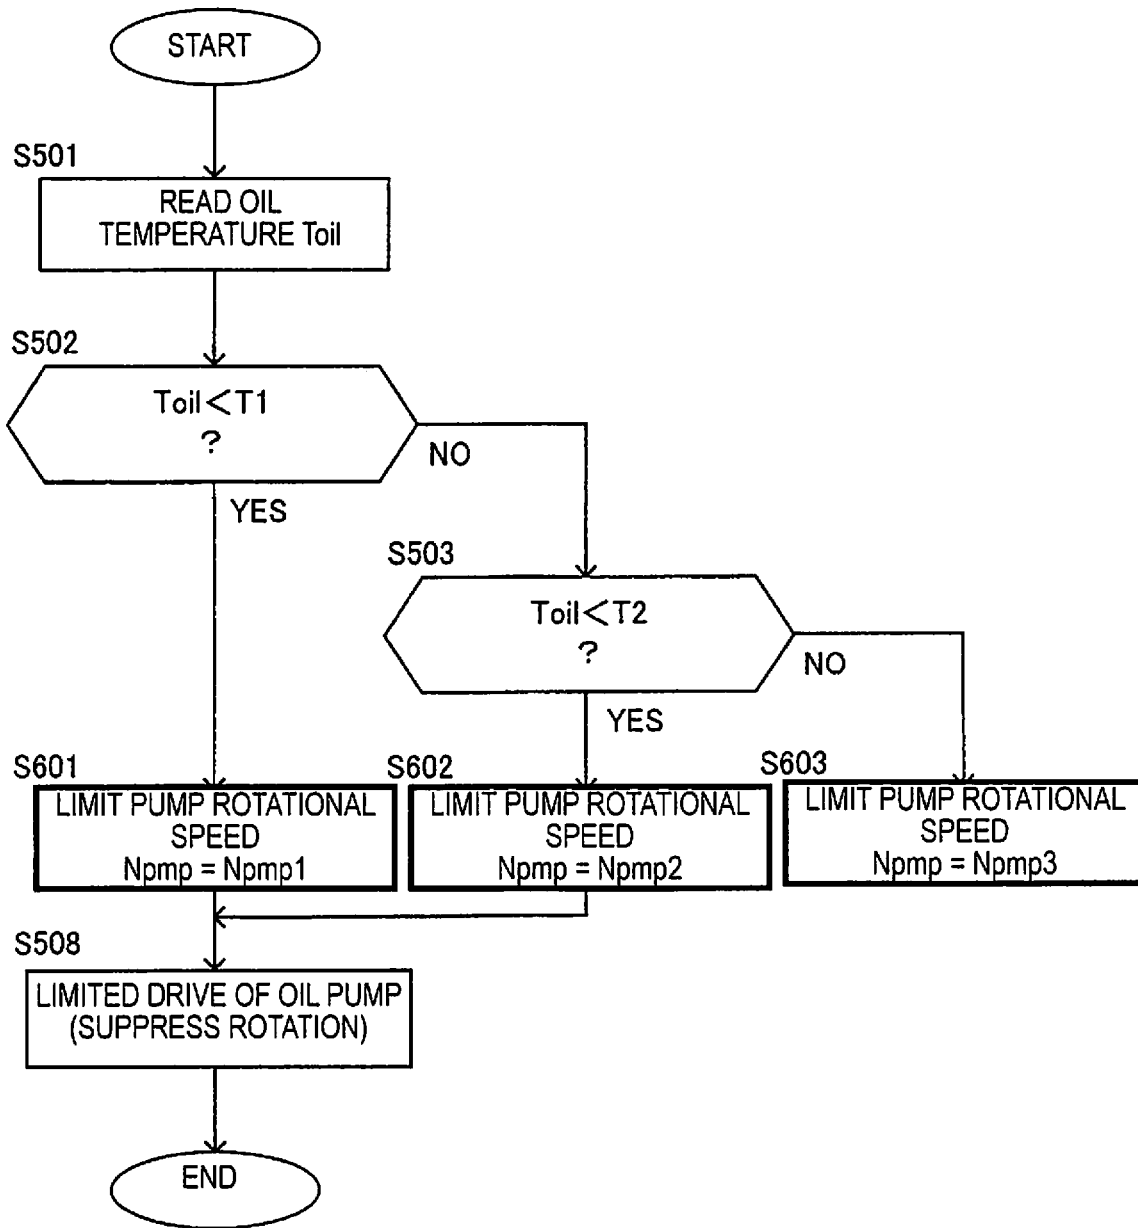 START
S501
READ OIL
TEMPERATURE Toil
S502
Toil<T1
?
NO
YES
S503
Toil<T2
?
NO
YES
S601
LIMIT PUMP ROTATIONAL
SPEED
Npmp = Npmp1
S602
LIMIT PUMP ROTATIONAL
SPEED
Npmp = Npmp2
S603
LIMIT PUMP ROTATIONAL
SPEED
Npmp = Npmp3
S508
LIMITED DRIVE OF OIL PUMP
(SUPPRESS ROTATION)
END